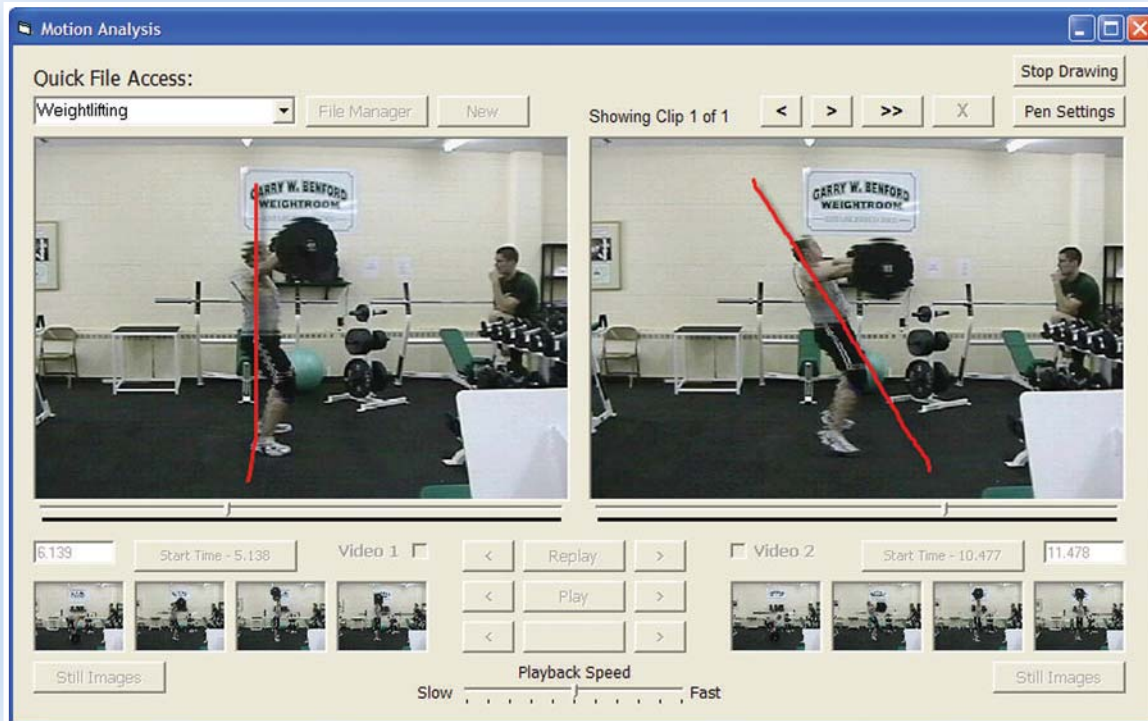 Motion Analysis
Quick File Access:
Stop Drawing
Weightlifting
File Manager
New
Showing Clip 1 of 1
<
>
>>
X
Pen Settings
GARRY W. BENFORD
WEIGHTROOM
GARRY W. BENFORD
WEIGHTROOM
6.139
Start Time - 5.138
Video 1
<
Replay
>
Video 2
Start Time - 10.477
11.478
<
Play
>
<
>
Still Images
Playback Speed
Slow
Fast
Still Images